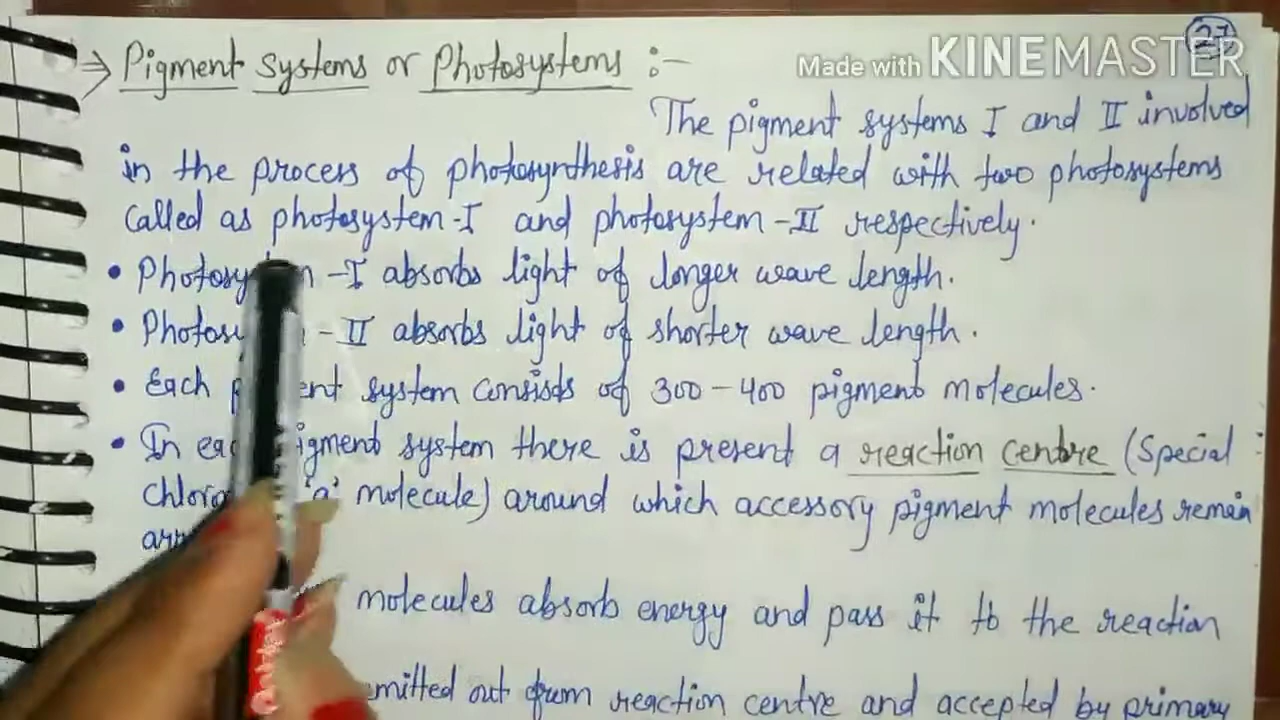 27
Made with KINEMASTER
⇒ Pigment systems or Photosystems :-
The pigment systems I and II involved
in the process of photosynthesis are related with two photosystems
called as photosystem-I and photosystem-II respectively.
• -I absorbs light of longer wave length.
• - II absorbs light of shorter wave length.
• Each system consists of 300-400 pigment molecules.
• In pigment system there is present a reaction centre (Special
'a' molecule) around which accessory pigment molecules remain
molecules absorb energy and pass it to the reaction
out from reaction centre and accepted by primary